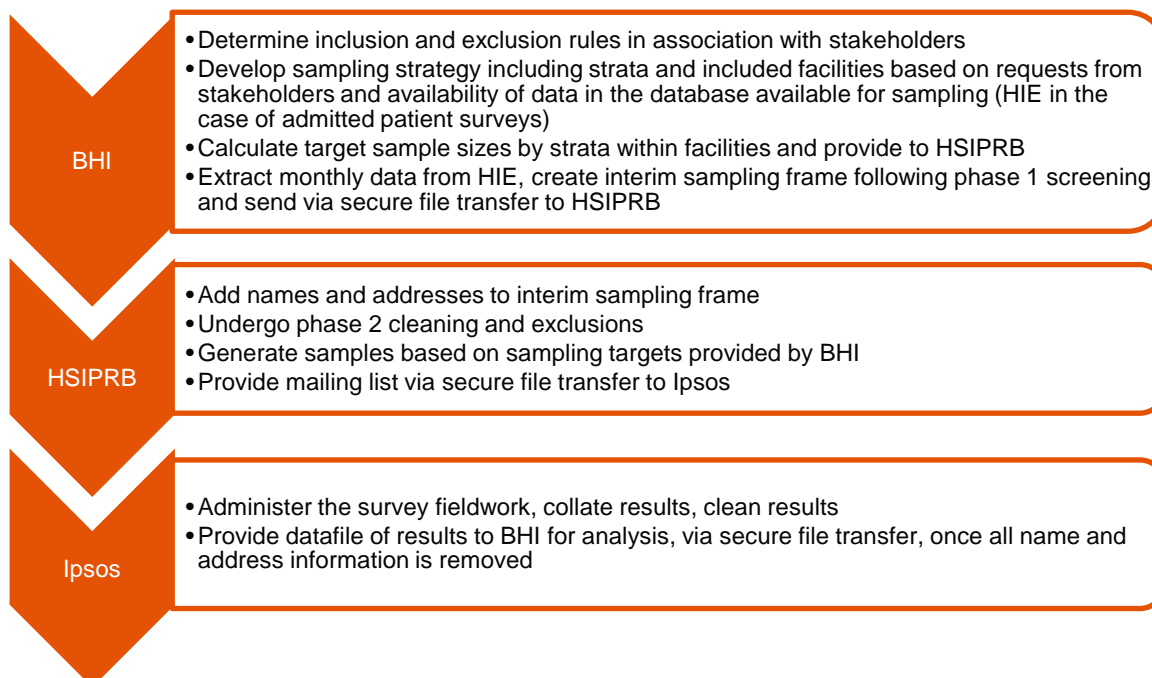 BHI
•Determine inclusion and exclusion rules in association with stakeholders
•Develop sampling strategy including strata and included facilities based on requests from
stakeholders and availability of data in the database available for sampling (HIE in the
case of admitted patient surveys)
•Calculate target sample sizes by strata within facilities and provide to HSIPRB
•Extract monthly data from HIE, create interim sampling frame following phase 1 screening
and send via secure file transfer to HSIPRB
HSIPRB
•Add names and addresses to interim sampling frame
•Undergo phase 2 cleaning and exclusions
•Generate samples based on sampling targets provided by BHI
•Provide mailing list via secure file transfer to Ipsos
Ipsos
•Administer the survey fieldwork, collate results, clean results
•Provide datafile of results to BHI for analysis, via secure file transfer, once all name and
address information is removed